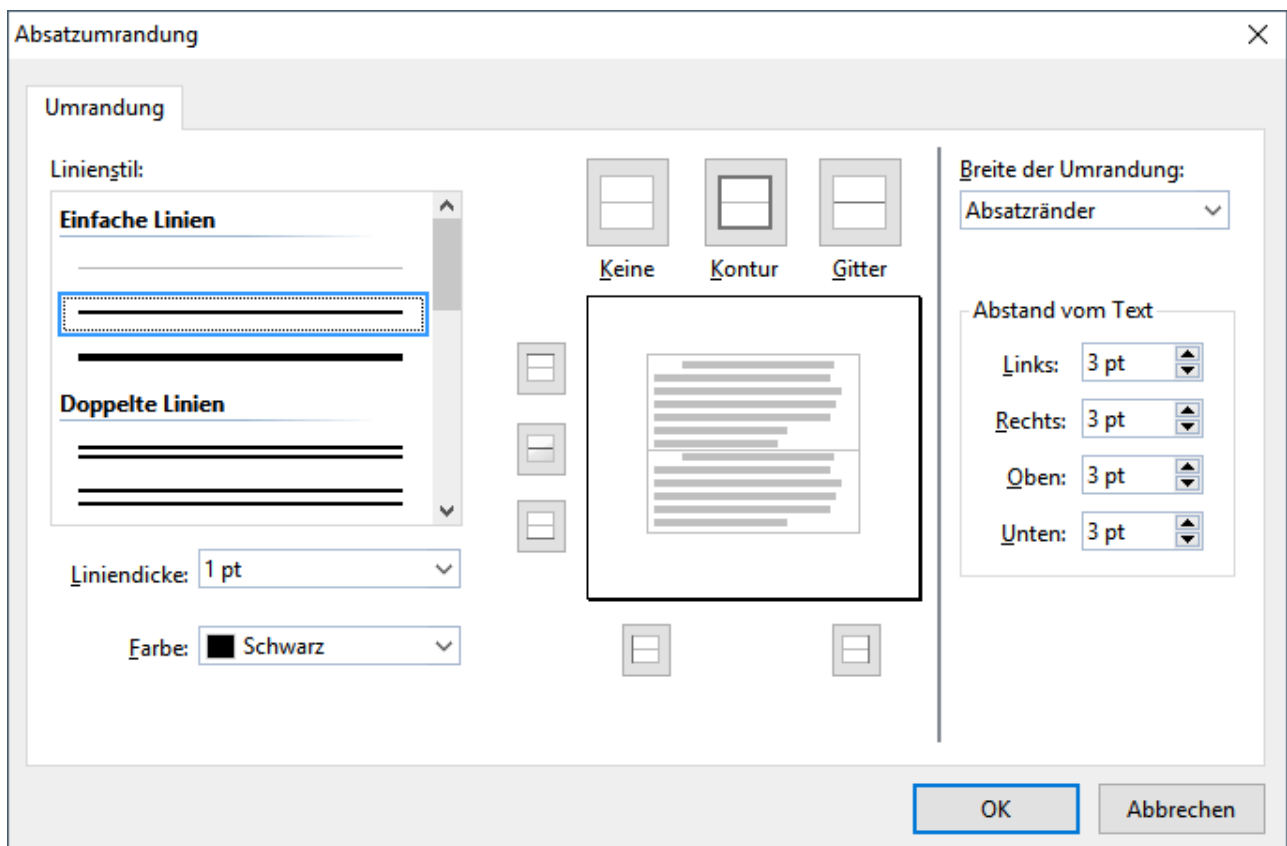 Absatzumrandung
Umrandung
Linienstil:
Einfache Linien
Doppelte Linien
Liniendicke: 1 pt
Farbe: Schwarz
Keine Kontur Gitter
Breite der Umrandung:
Absatzränder
Abstand vom Text
Links: 3 pt
Rechts: 3 pt
Oben: 3 pt
Unten: 3 pt
OK Abbrechen